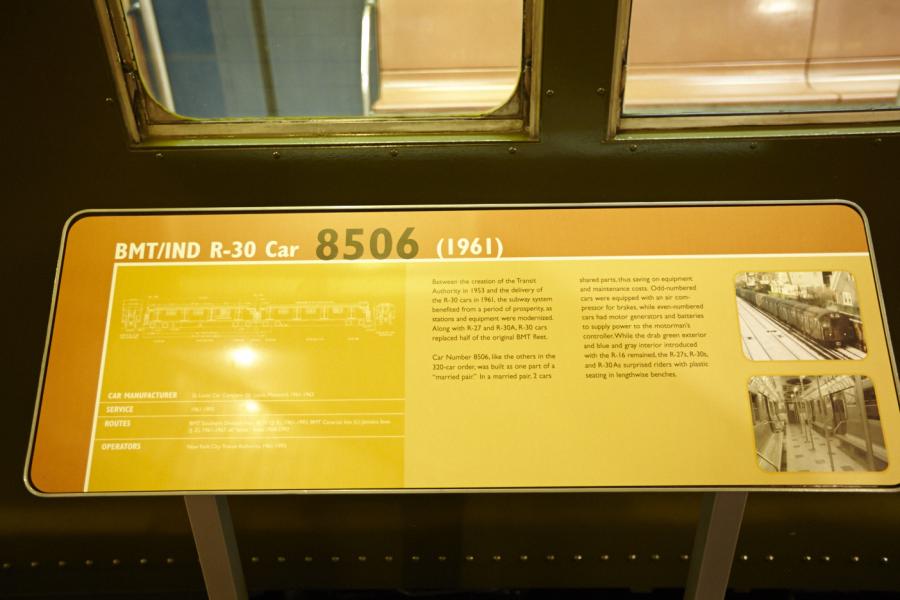 BMT/IND R-30 Car 8506 (1961)
CAR MANUFACTURER
SERVICE
ROUTES
OPERATORS
New York City Transit Authority
Between the creation of the Transit
Authority in 1953 and the delivery of
the R-30 cars in 1961, the subway system
benefited from a period of prosperity, as
stations and equipment were modernized.
Along with R-27 and R-30A, R-30 cars
replaced half of the original BMT fleet.
Car Number 8506, like the others in the
320-car order, was built as one part of a
"married pair." In a married pair, 2 cars
shared parts, thus saving on equipment
and maintenance costs. Odd-numbered
cars were equipped with an air com-
pressor for brakes, while even-numbered
cars had motor generators and batteries
to supply power to the motorman's
controller. While the drab green exterior
and blue and gray interior introduced
with the R-16 remained, the R-27s, R-30s,
and R-30As surprised riders with plastic
seating in lengthwise benches.